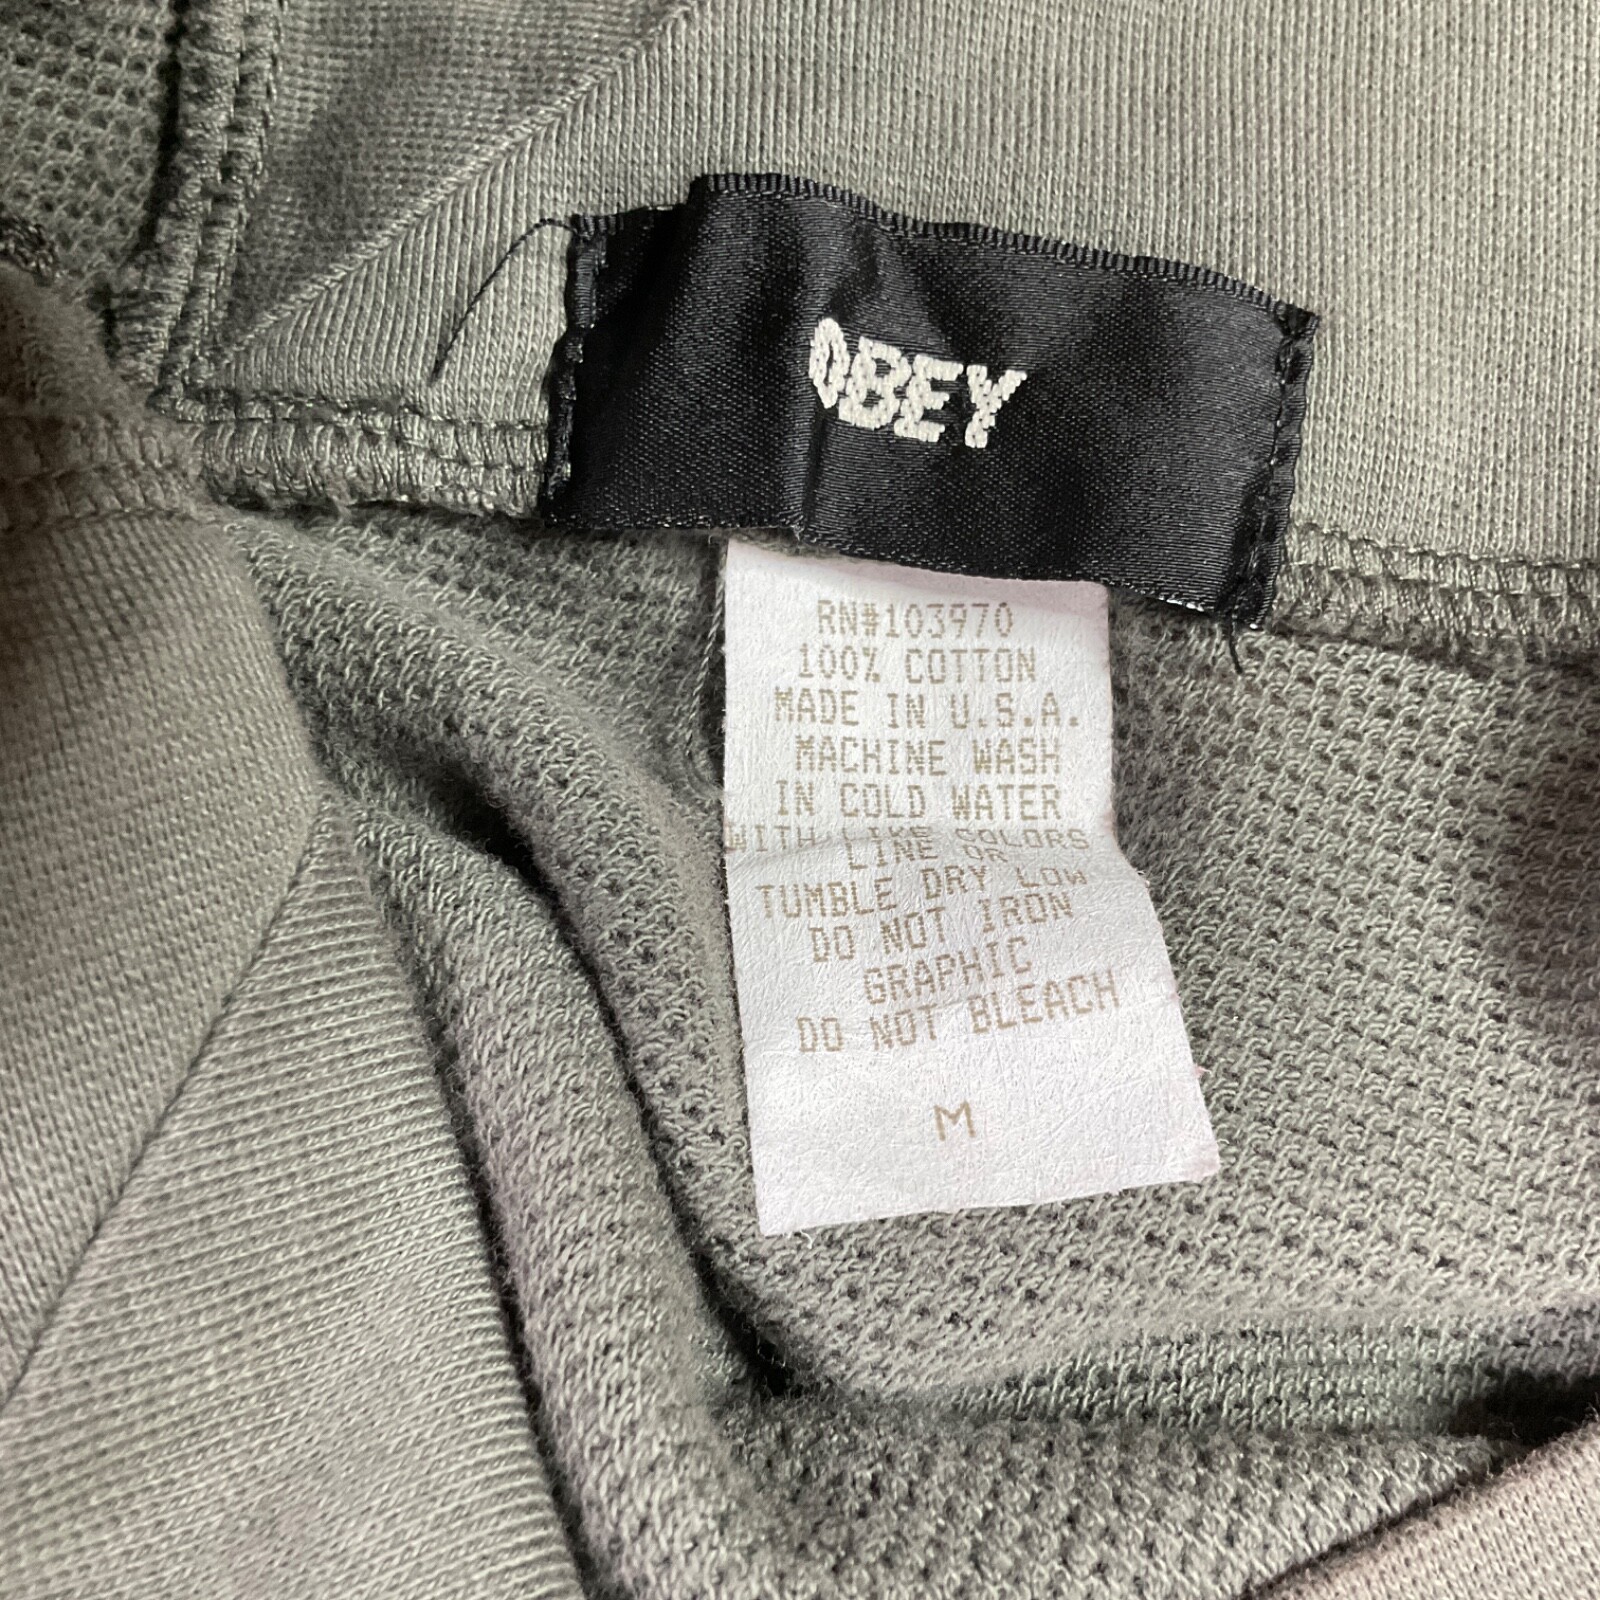 OBEY
RN#103970
100% COTTON
MADE IN U.S.A.
MACHINE WASH
IN COLD WATER
WITH LIKE COLORS
LINE OR
TUMBLE DRY LOW
DO NOT IRON
GRAPHIC
DO NOT BLEACH
M